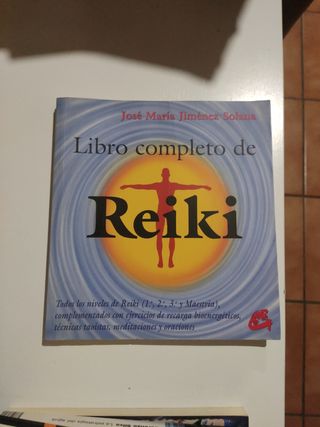 José María Jiménez Solana
Libro completo de
Reiki
Todos los niveles de Reiki (1.º, 2.º, 3.º y Maestría),
complementados con ejercicios de recarga bioenergética,
técnicas taoístas, meditaciones y oraciones